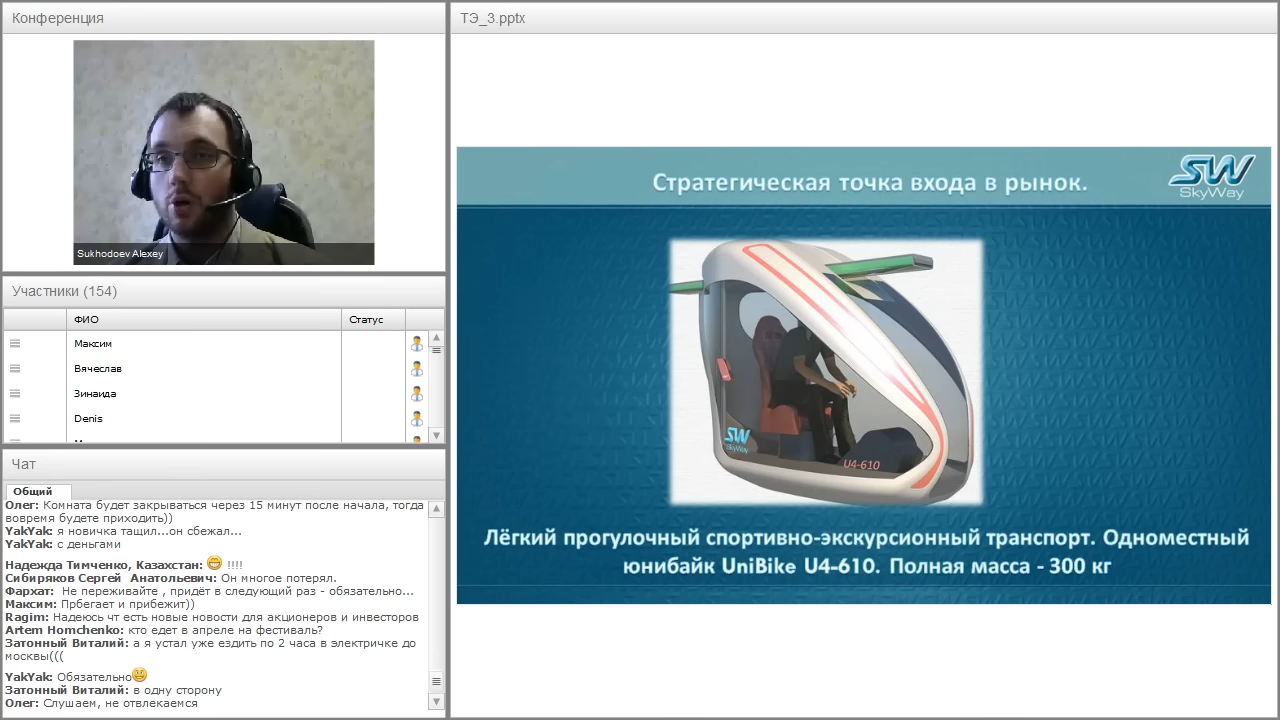 Конференция
Sukhodoev Alexey
Участники (154)
ФИО
Статус
Максим
Вячеслав
Зинаида
Denis
Чат
Общий
Олег: Комната будет закрываться через 15 минут после начала, тогда
вовремя будете приходить))
YakYak: я новичка тащил...он сбежал...
YakYak: с деньгами
Надежда Тимченко, Казахстан: !!!!
Сибиряков Сергей Анатольевич: Он многое потерял.
Фархат: Не переживайте , придёт в следующий раз - обязательно...
Максим: Прбегает и прибежит))
Ragim: Надеюсь чт есть новые новости для акционеров и инвесторов
Artem Homchenko: кто едет в апреле на фестиваль?
Затонный Виталий: а я устал уже ездить по 2 часа в электричке до
москвы(((
YakYak: Обязательно
Затонный Виталий: в одну сторону
Олег: Слушаем, не отвлекаемся
ТЭ_3.pptx
Стратегическая точка входа в рынок.
SW
SkyWay
SW
SkyWay
U4-610
Лёгкий прогулочный спортивно-экскурсионный транспорт. Одноместный
юнибайк UniBike U4-610. Полная масса - 300 кг